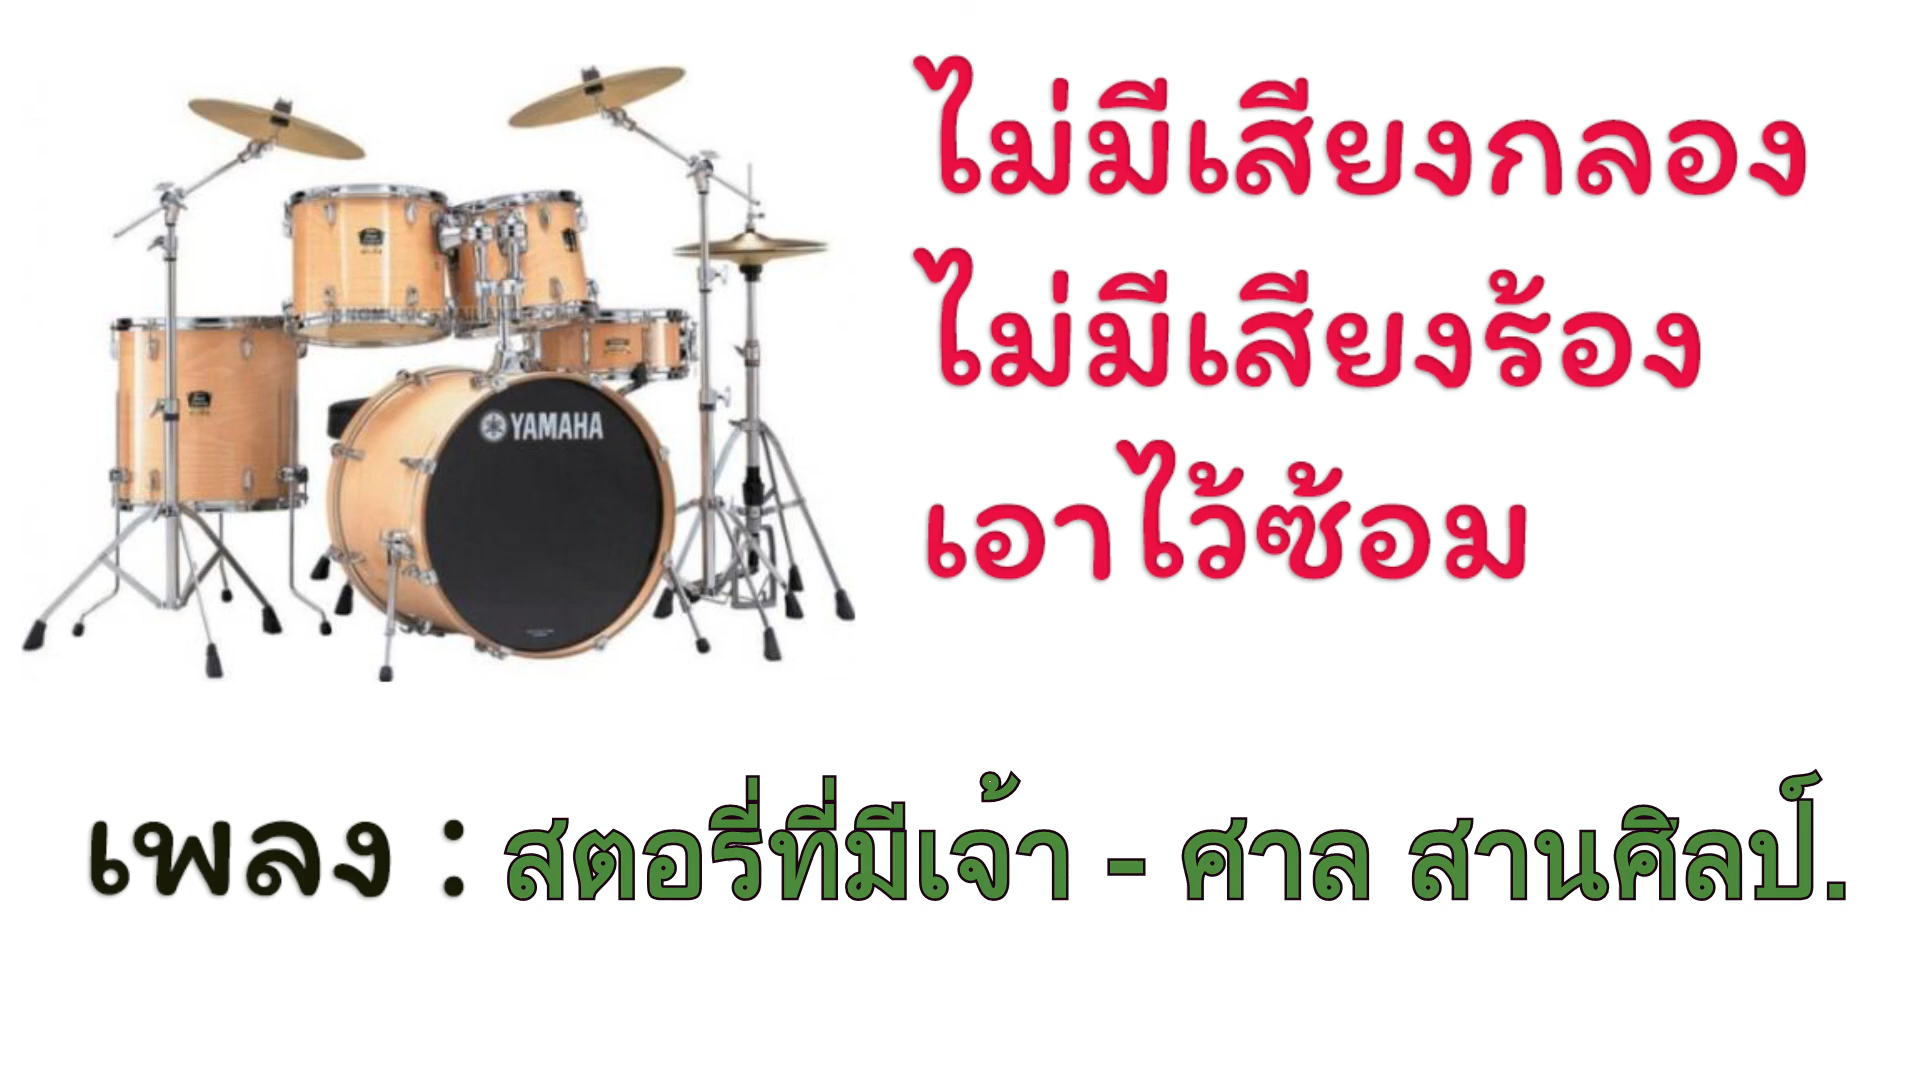 ไม่มีเสียงกลอง
ไม่มีเสียงร้อง
เอาไว้ซ้อม
YAMAHA
เพลง : สตอรี่ที่มีเจ้า - ศาล สานศิลป์.